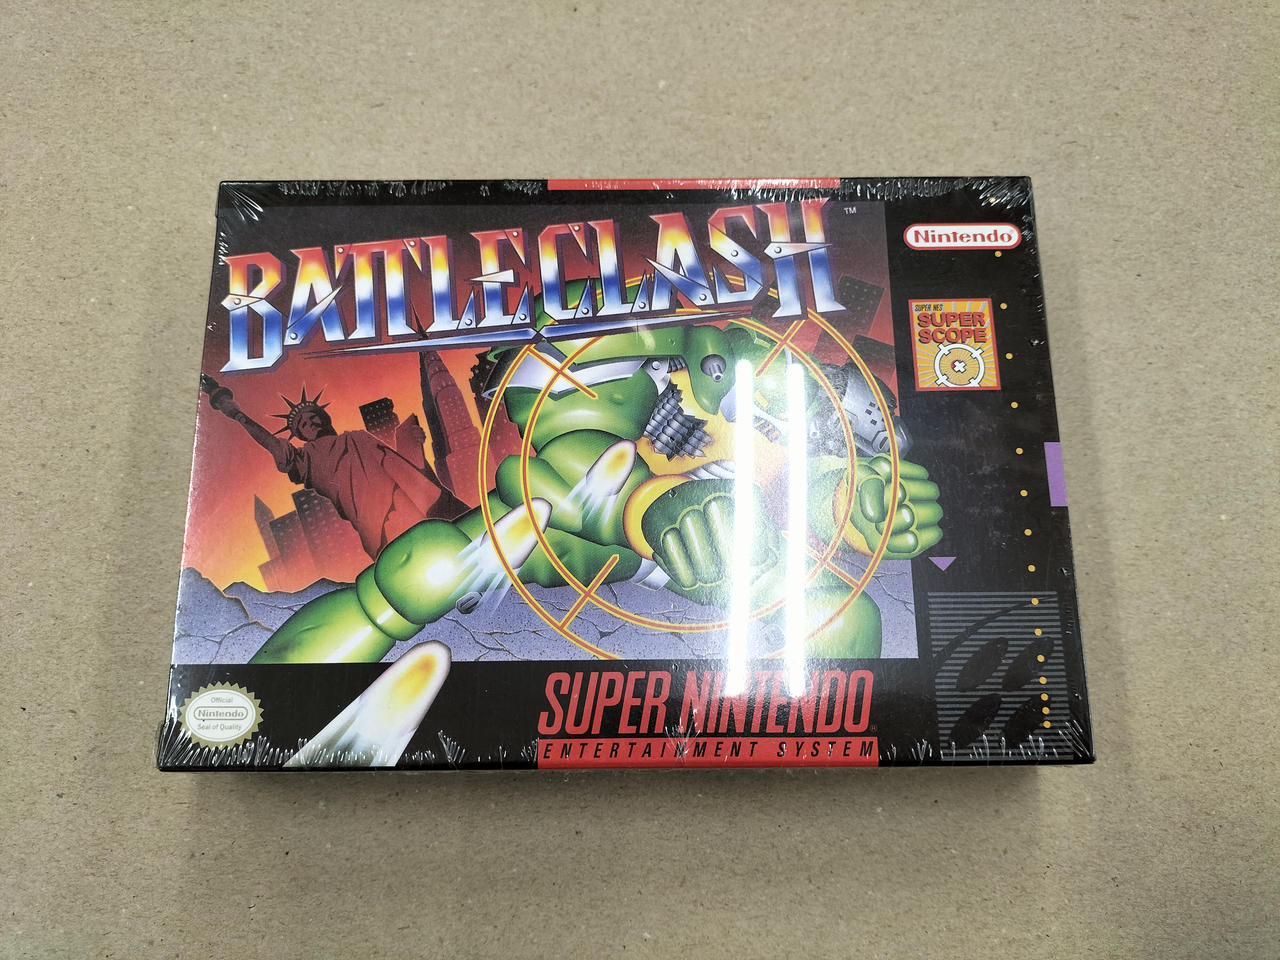 BATTLECLASH™
Nintendo®
SUPER NES
SUPER
SCOPE
Official
Nintendo
Seal of Quality
SUPER NINTENDO®
ENTERTAINMENT SYSTEM